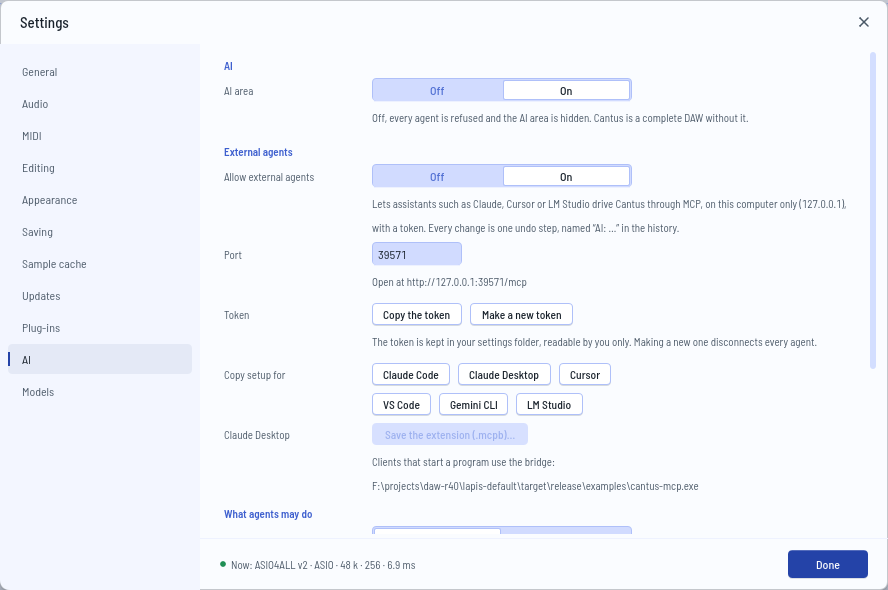 Settings
General
Audio
MIDI
Editing
Appearance
Saving
Sample cache
Updates
Plug-ins
AI
Models
AI
AI area
Off
On
Off, every agent is refused and the AI area is hidden. Cantus is a complete DAW without it.
External agents
Allow external agents
Off
On
Lets assistants such as Claude, Cursor or LM Studio drive Cantus through MCP, on this computer only (127.0.0.1),
with a token. Every change is one undo step, named “AI: …” in the history.
Port
39571
Open at http://127.0.0.1:39571/mcp
Token
Copy the token
Make a new token
The token is kept in your settings folder, readable by you only. Making a new one disconnects every agent.
Copy setup for
Claude Code
Claude Desktop
Cursor
VS Code
Gemini CLI
LM Studio
Claude Desktop
Save the extension (.mcpb)…
Clients that start a program use the bridge:
F:\projects\daw-r40\lapis-default\target\release\examples\cantus-mcp.exe
What agents may do
Now: ASIO4ALL v2 · ASIO · 48 k · 256 · 6.9 ms
Done